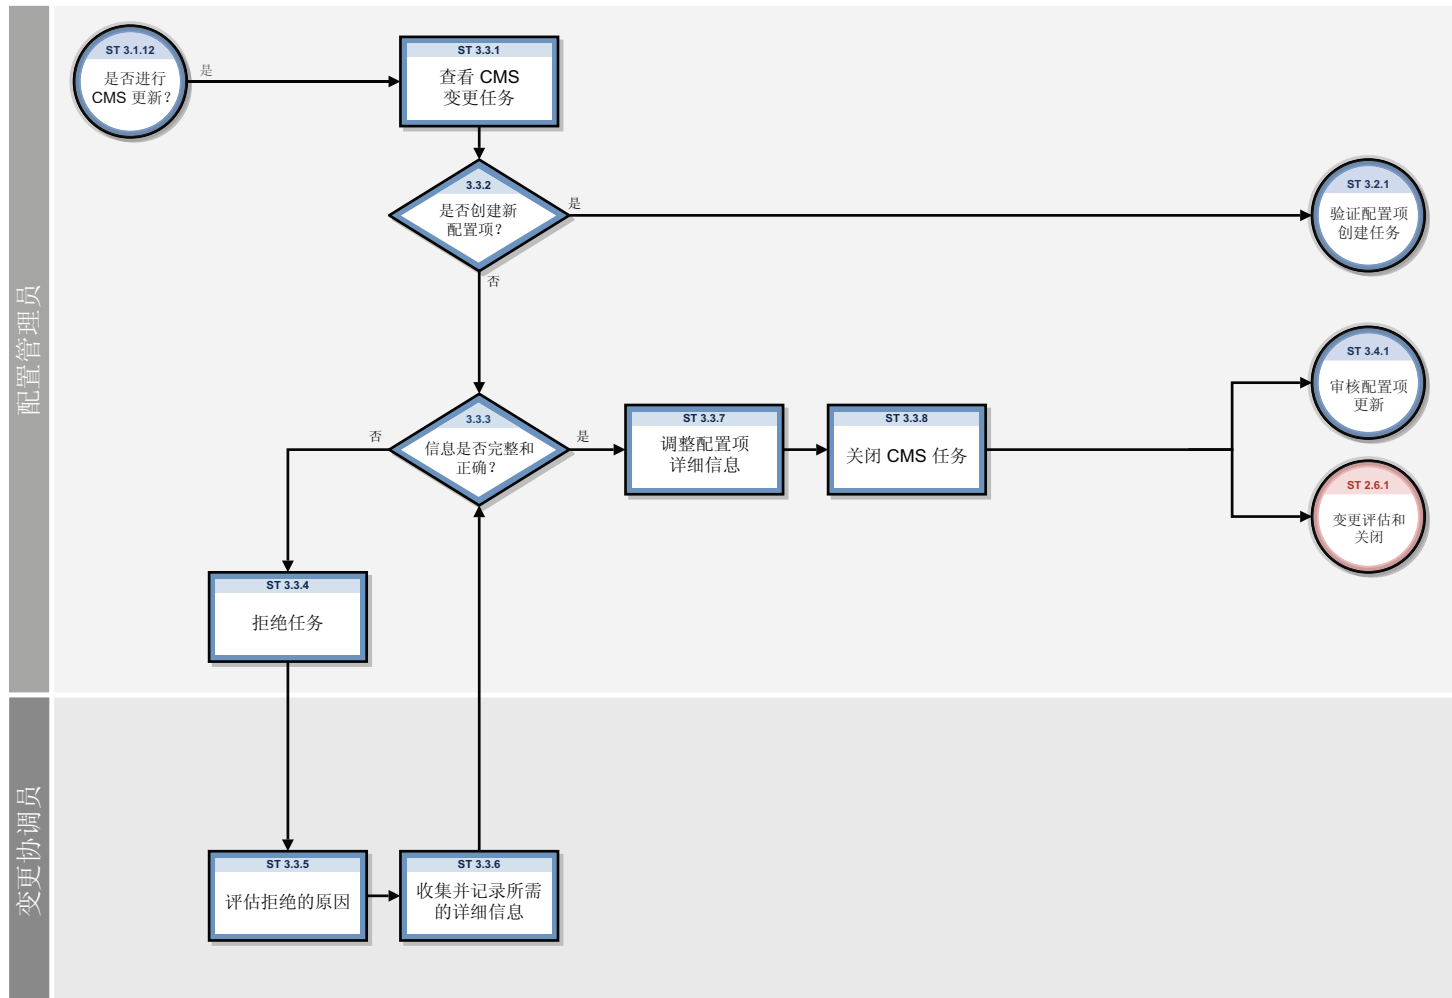 配置管理员
ST 3.1.12
是否进行
CMS 更新？
是
ST 3.3.1
查看 CMS
变更任务
3.3.2
是否创建新
配置项？
是
否
ST 3.2.1
验证配置项
创建任务
3.3.3
信息是否完整和
正确？
否
是
ST 3.3.7
调整配置项
详细信息
ST 3.3.8
关闭 CMS 任务
ST 3.4.1
审核配置项
更新
ST 2.6.1
变更评估和
关闭
ST 3.3.4
拒绝任务
变更协调员
ST 3.3.5
评估拒绝的原因
ST 3.3.6
收集并记录所需
的详细信息